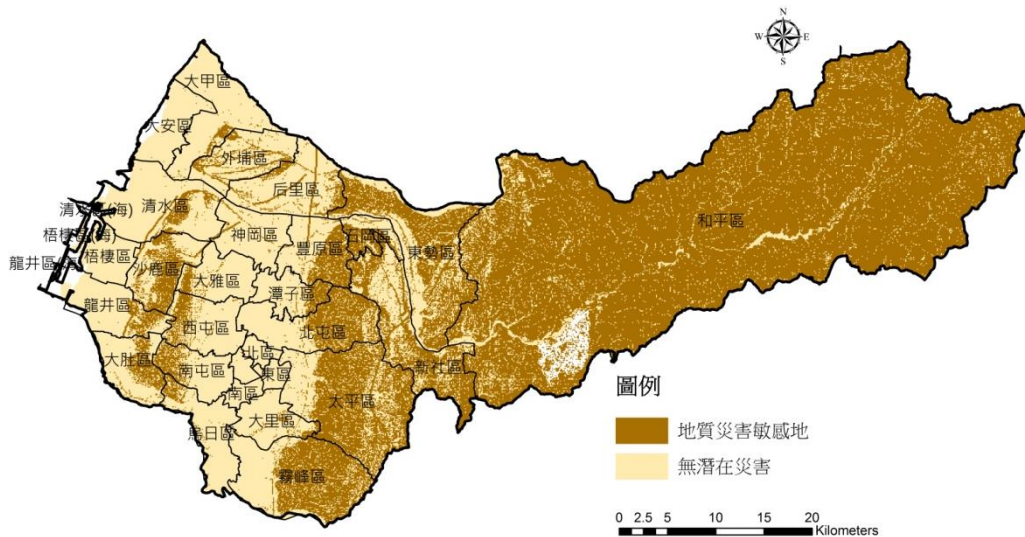 N
W E
S
大甲區
大安區
外埔區
后里區
清水區(海)
清水區
和平區
神岡區
豐原區
石岡區
東勢區
梧棲區(海)
梧棲區
沙鹿區
大雅區
潭子區
龍井區
龍井區
西屯區
北屯區
大肚區
南屯區
北區
東區
新社區
南區
太平區
大里區
烏日區
霧峰區
圖例
地質災害敏感地
無潛在災害
0 2.5 5 10 15 20
Kilometers